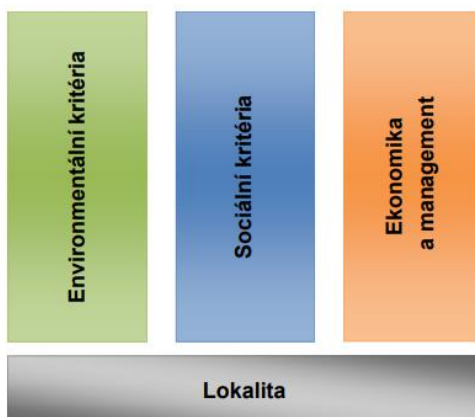 Environmentální kritéria
Sociální kritéria
Ekonomika
a management
Lokalita